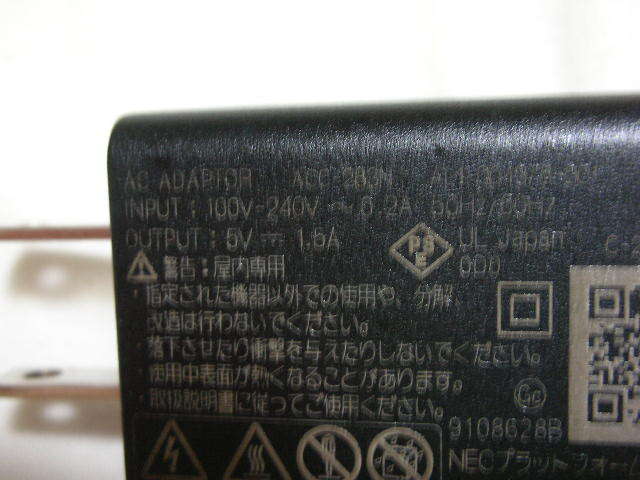 AC ADAPTOR
INPUT : 100V-240V ~ 0.2A 50HZ/60HZ
OUTPUT : 5V ⎓ 1.5A
PSE
UL Japan
警告 : 屋内専用
・指定された機器以外での使用や、分解
改造は行わないでください。
・落下させたり衝撃を与えたりしないでください。
使用中表面が熱くなることがあります。
・取扱説明書に従ってご使用ください。
9108628B
NECプラットフォー